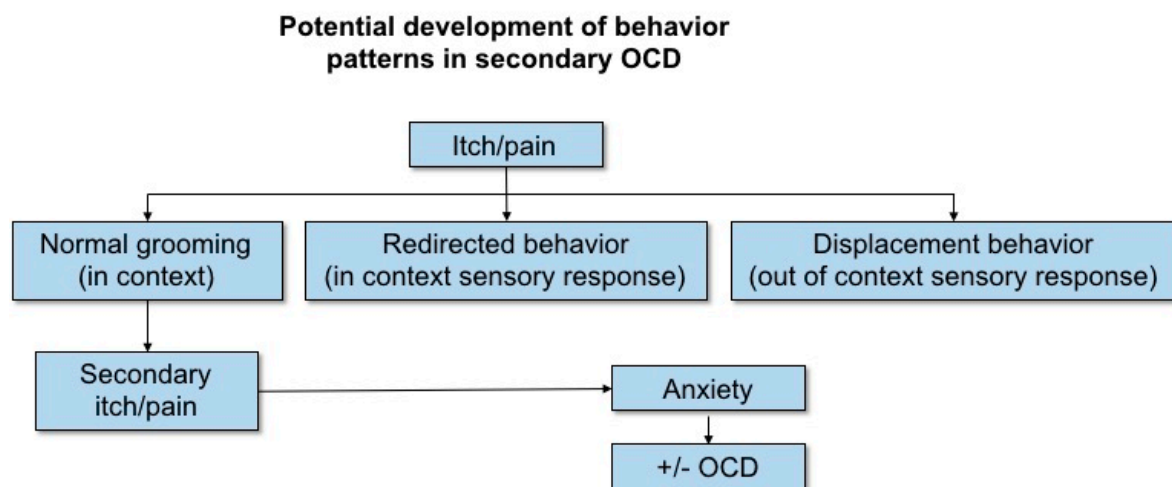 Potential development of behavior
patterns in secondary OCD
Itch/pain
Normal grooming
(in context)
Redirected behavior
(in context sensory response)
Displacement behavior
(out of context sensory response)
Secondary
itch/pain
Anxiety
+/- OCD